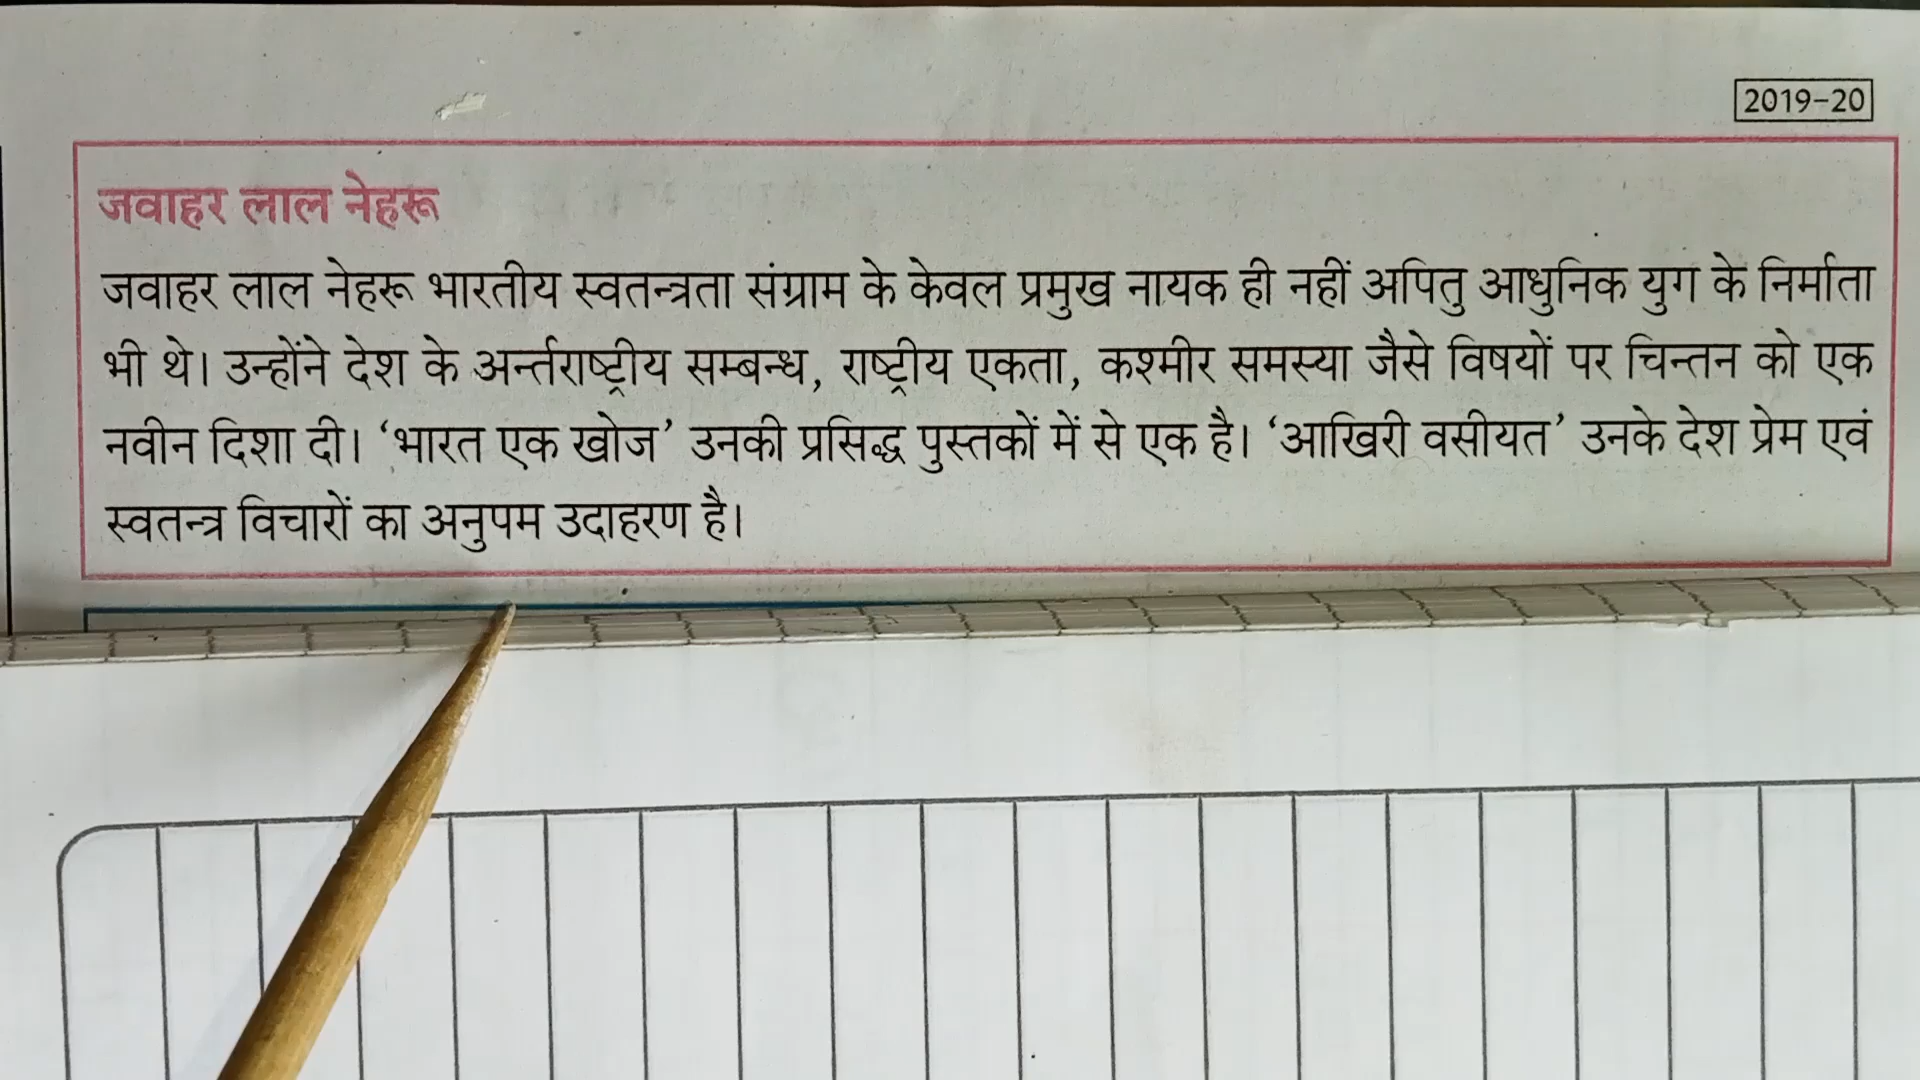 2019-20
जवाहर लाल नेहरू
जवाहर लाल नेहरू भारतीय स्वतन्त्रता संग्राम के केवल प्रमुख नायक ही नहीं अपितु आधुनिक युग के निर्माता
भी थे। उन्होंने देश के अर्न्तराष्ट्रीय सम्बन्ध, राष्ट्रीय एकता, कश्मीर समस्या जैसे विषयों पर चिन्तन को एक
नवीन दिशा दी। ‘भारत एक खोज’ उनकी प्रसिद्ध पुस्तकों में से एक है। ‘आखिरी वसीयत’ उनके देश प्रेम एवं
स्वतन्त्र विचारों का अनुपम उदाहरण है।